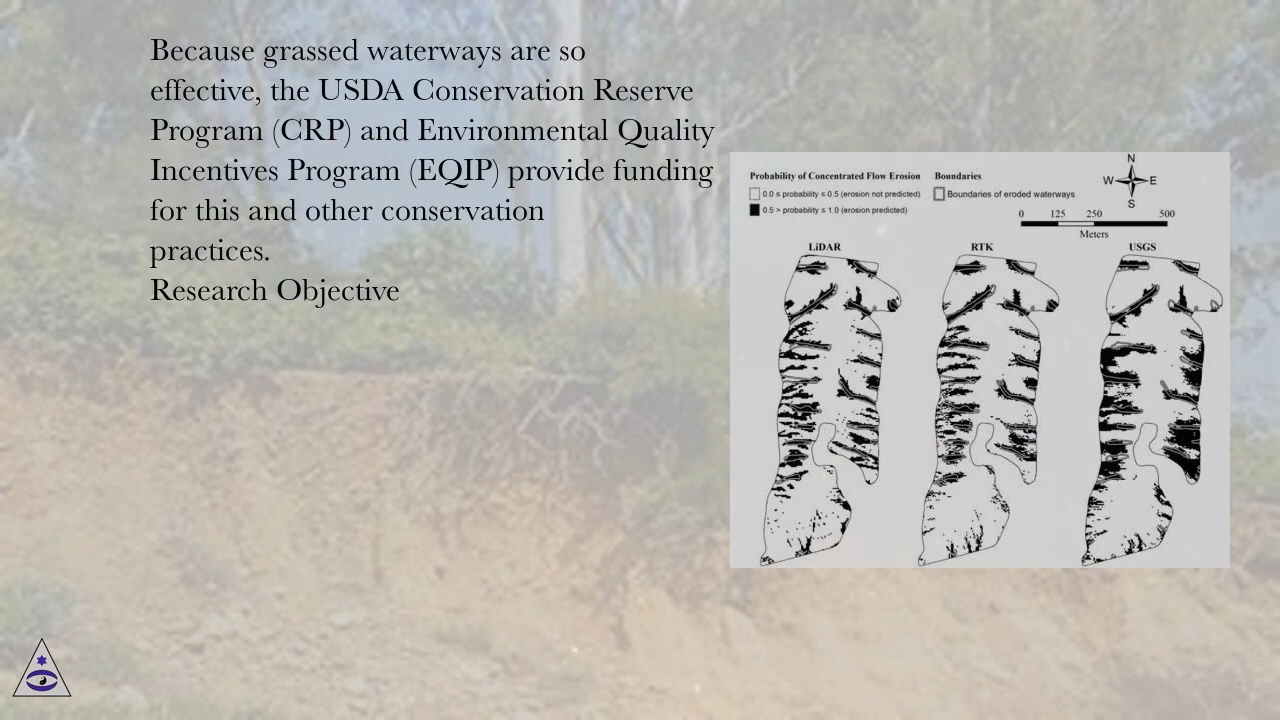 Because grassed waterways are so
effective, the USDA Conservation Reserve
Program (CRP) and Environmental Quality
Incentives Program (EQIP) provide funding
for this and other conservation
practices.
Research Objective
Probability of Concentrated Flow Erosion
0.0 ≤ probability ≤ 0.5 (erosion not predicted)
0.5 > probability ≤ 1.0 (erosion predicted)
Boundaries
Boundaries of eroded waterways
N
W E
S
0 125 250 500
Meters
LiDAR RTK USGS